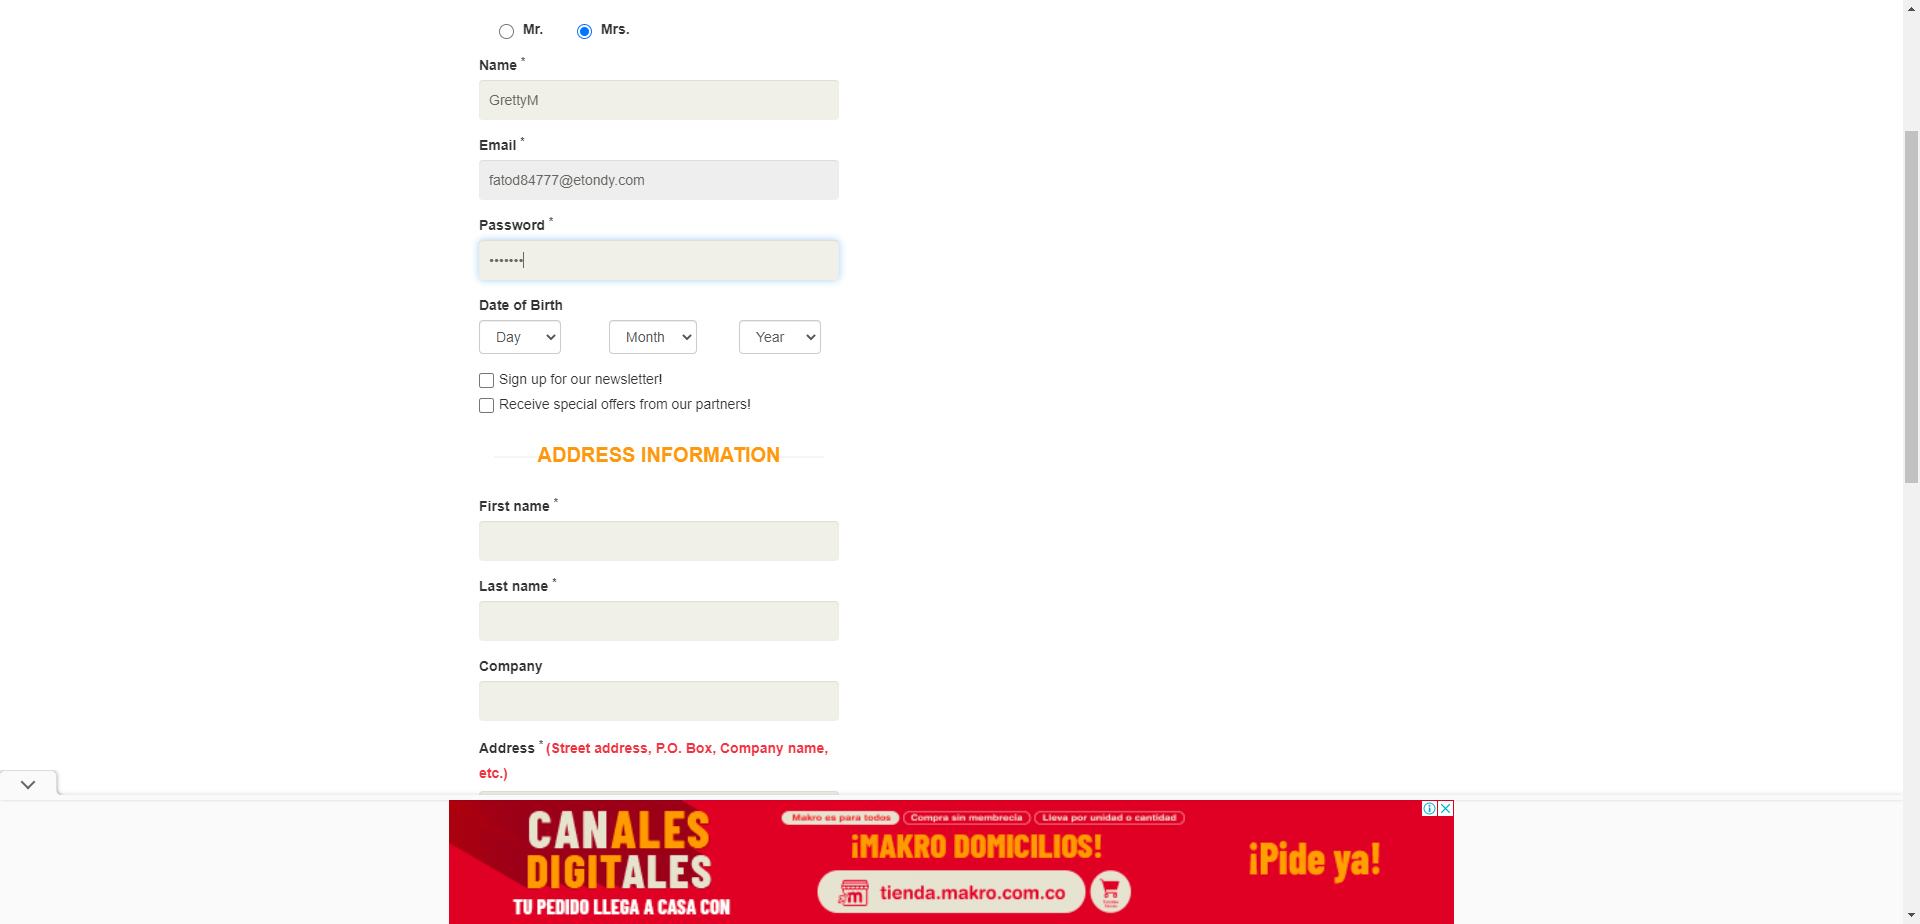 Mr.
Mrs.
Name *
GrettyM
Email *
fatod84777@etondy.com
Password *
•••••••
Date of Birth
Day
Month
Year
Sign up for our newsletter!
Receive special offers from our partners!
ADDRESS INFORMATION
First name *
Last name *
Company
Address * (Street address, P.O. Box, Company name,
etc.)
CANALES
DIGITALES
TU PEDIDO LLEGA A CASA CON
Makro es para todos
Compra sin membrecia
Lleva por unidad o cantidad
¡MAKRO DOMICILIOS!
m
tienda.makro.com.co
¡Pide ya!